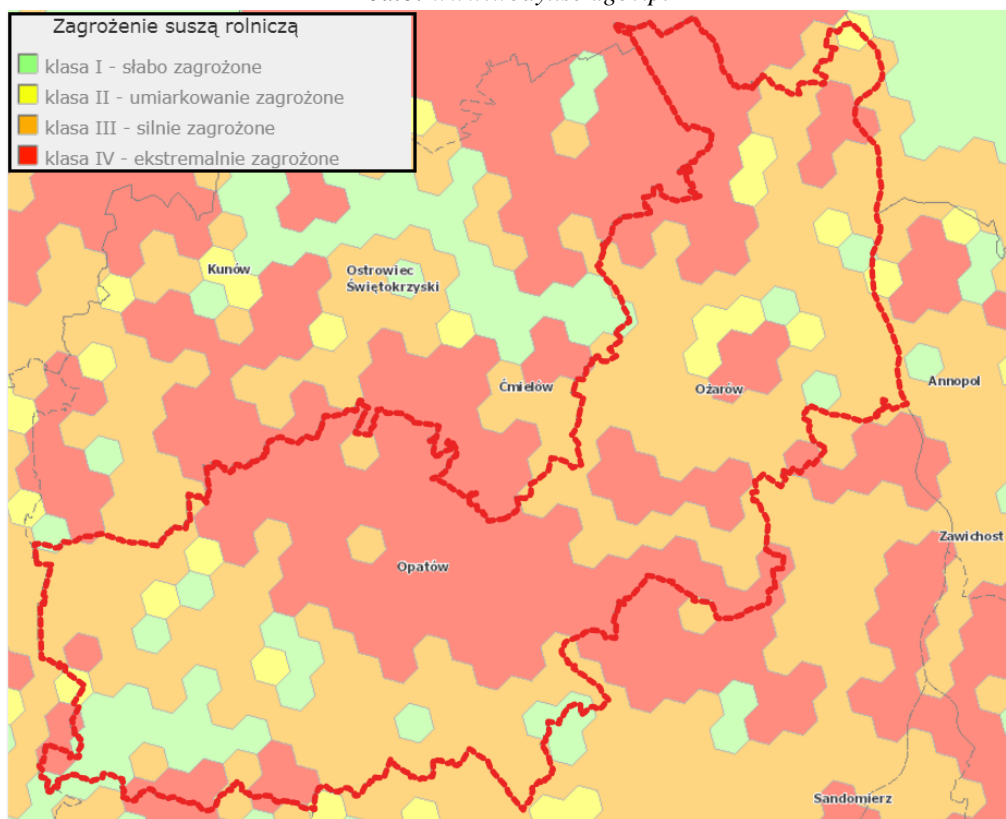 Zagrożenie suszą rolniczą
klasa I - słabo zagrożone
klasa II - umiarkowanie zagrożone
klasa III - silnie zagrożone
klasa IV - ekstremalnie zagrożone
Kunów
Ostrowiec
Świętokrzyski
Ćmielów
Ożarów
Annopol
Zawichost
Opatów
Sandomierz